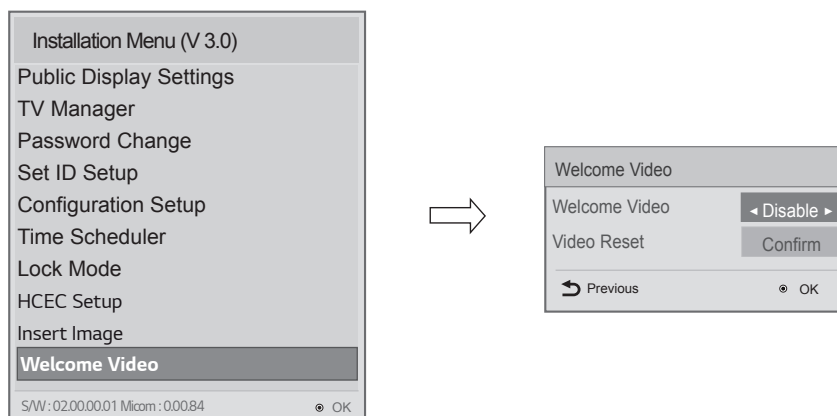 Installation Menu (V 3.0)
Public Display Settings
TV Manager
Password Change
Set ID Setup
Configuration Setup
Time Scheduler
Lock Mode
HCEC Setup
Insert Image
Welcome Video
S/W : 02.00.00.01 Micom : 0.00.84 ◉ OK
Welcome Video
Welcome Video ◂ Disable ▸
Video Reset Confirm
Previous ◉ OK